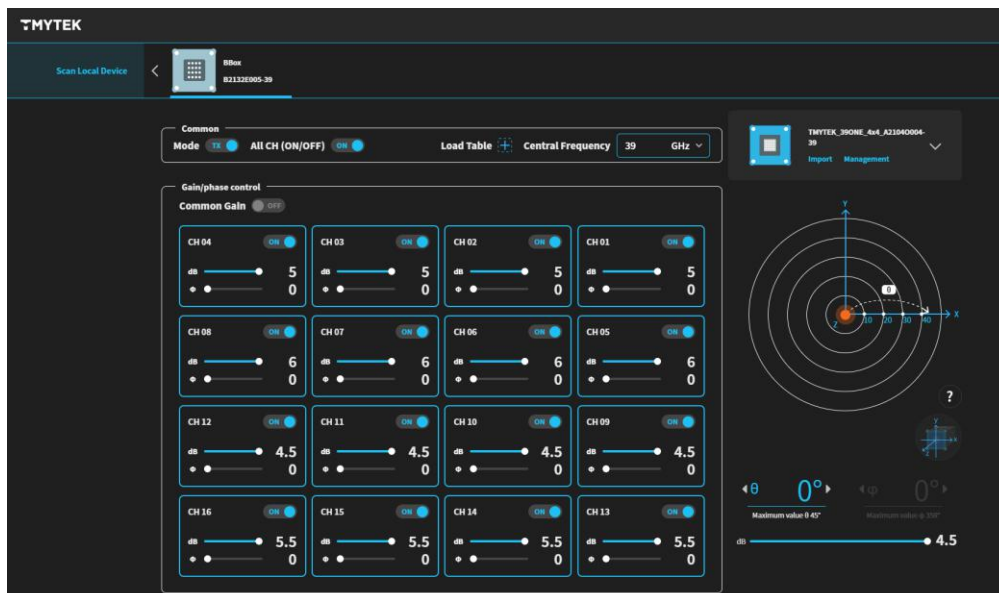 TMYTEK
Scan Local Device
BBox
B2132E005-39
Common
Mode TX All CH (ON/OFF) ON Load Table Central Frequency 39 GHz
TMYTEK_39ONE_4x4_A2104O004-
39
Import Management
Gain/phase control
Common Gain OFF
CH 04 ON CH 03 ON CH 02 ON CH 01 ON
dB 5 dB 5 dB 5 dB 5
Φ 0 Φ 0 Φ 0 Φ 0
CH 08 ON CH 07 ON CH 06 ON CH 05 ON
dB 6 dB 6 dB 6 dB 6
Φ 0 Φ 0 Φ 0 Φ 0
CH 12 ON CH 11 ON CH 10 ON CH 09 ON
dB 4.5 dB 4.5 dB 4.5 dB 4.5
Φ 0 Φ 0 Φ 0 Φ 0
CH 16 ON CH 15 ON CH 14 ON CH 13 ON
dB 5.5 dB 5.5 dB 5.5 dB 5.5
Φ 0 Φ 0 Φ 0 Φ 0
Y
0
Z 10 20 30 40 X
?
Y
X
Z
θ 0° φ 0°
Maximum value θ 45° Maximum value φ 358°
dB 4.5